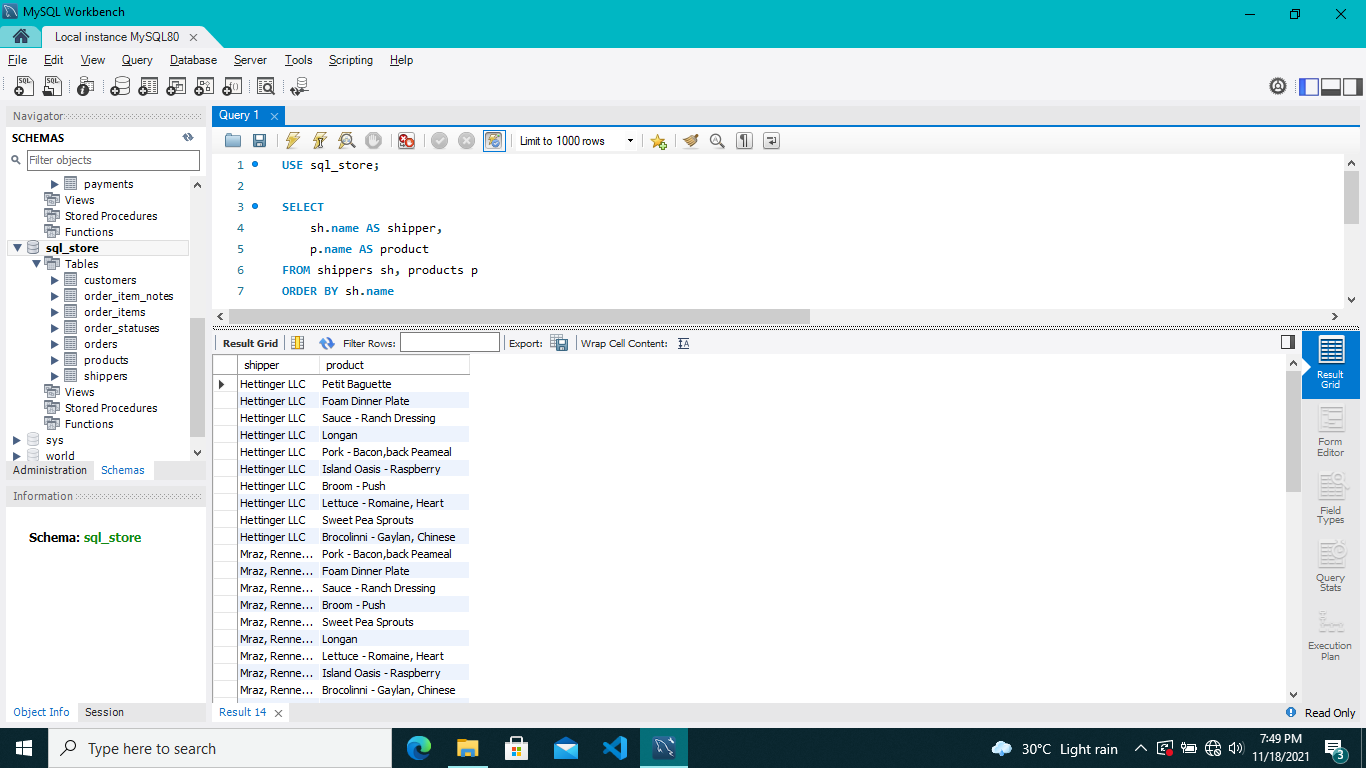 MySQL Workbench
Local instance MySQL80
File Edit View Query Database Server Tools Scripting Help
Navigator
SCHEMAS
Filter objects
payments
Views
Stored Procedures
Functions
sql_store
Tables
customers
order_item_notes
order_items
order_statuses
orders
products
shippers
Views
Stored Procedures
Functions
sys
world
Administration Schemas
Information
Schema: sql_store
Object Info Session
Query 1
Limit to 1000 rows
1 USE sql_store;
2
3 SELECT
4 sh.name AS shipper,
5 p.name AS product
6 FROM shippers sh, products p
7 ORDER BY sh.name
Result Grid Filter Rows: Export: Wrap Cell Content:
shipper product
Hettinger LLC Petit Baguette
Hettinger LLC Foam Dinner Plate
Hettinger LLC Sauce - Ranch Dressing
Hettinger LLC Longan
Hettinger LLC Pork - Bacon,back Peameal
Hettinger LLC Island Oasis - Raspberry
Hettinger LLC Broom - Push
Hettinger LLC Lettuce - Romaine, Heart
Hettinger LLC Sweet Pea Sprouts
Hettinger LLC Brocolinni - Gaylan, Chinese
Mraz, Renne... Pork - Bacon,back Peameal
Mraz, Renne... Foam Dinner Plate
Mraz, Renne... Sauce - Ranch Dressing
Mraz, Renne... Broom - Push
Mraz, Renne... Sweet Pea Sprouts
Mraz, Renne... Longan
Mraz, Renne... Lettuce - Romaine, Heart
Mraz, Renne... Island Oasis - Raspberry
Mraz, Renne... Brocolinni - Gaylan, Chinese
Result
Grid
Form
Editor
Field
Types
Query
Stats
Execution
Plan
Result 14
Read Only
Type here to search
30°C Light rain
7:49 PM
11/18/2021
3